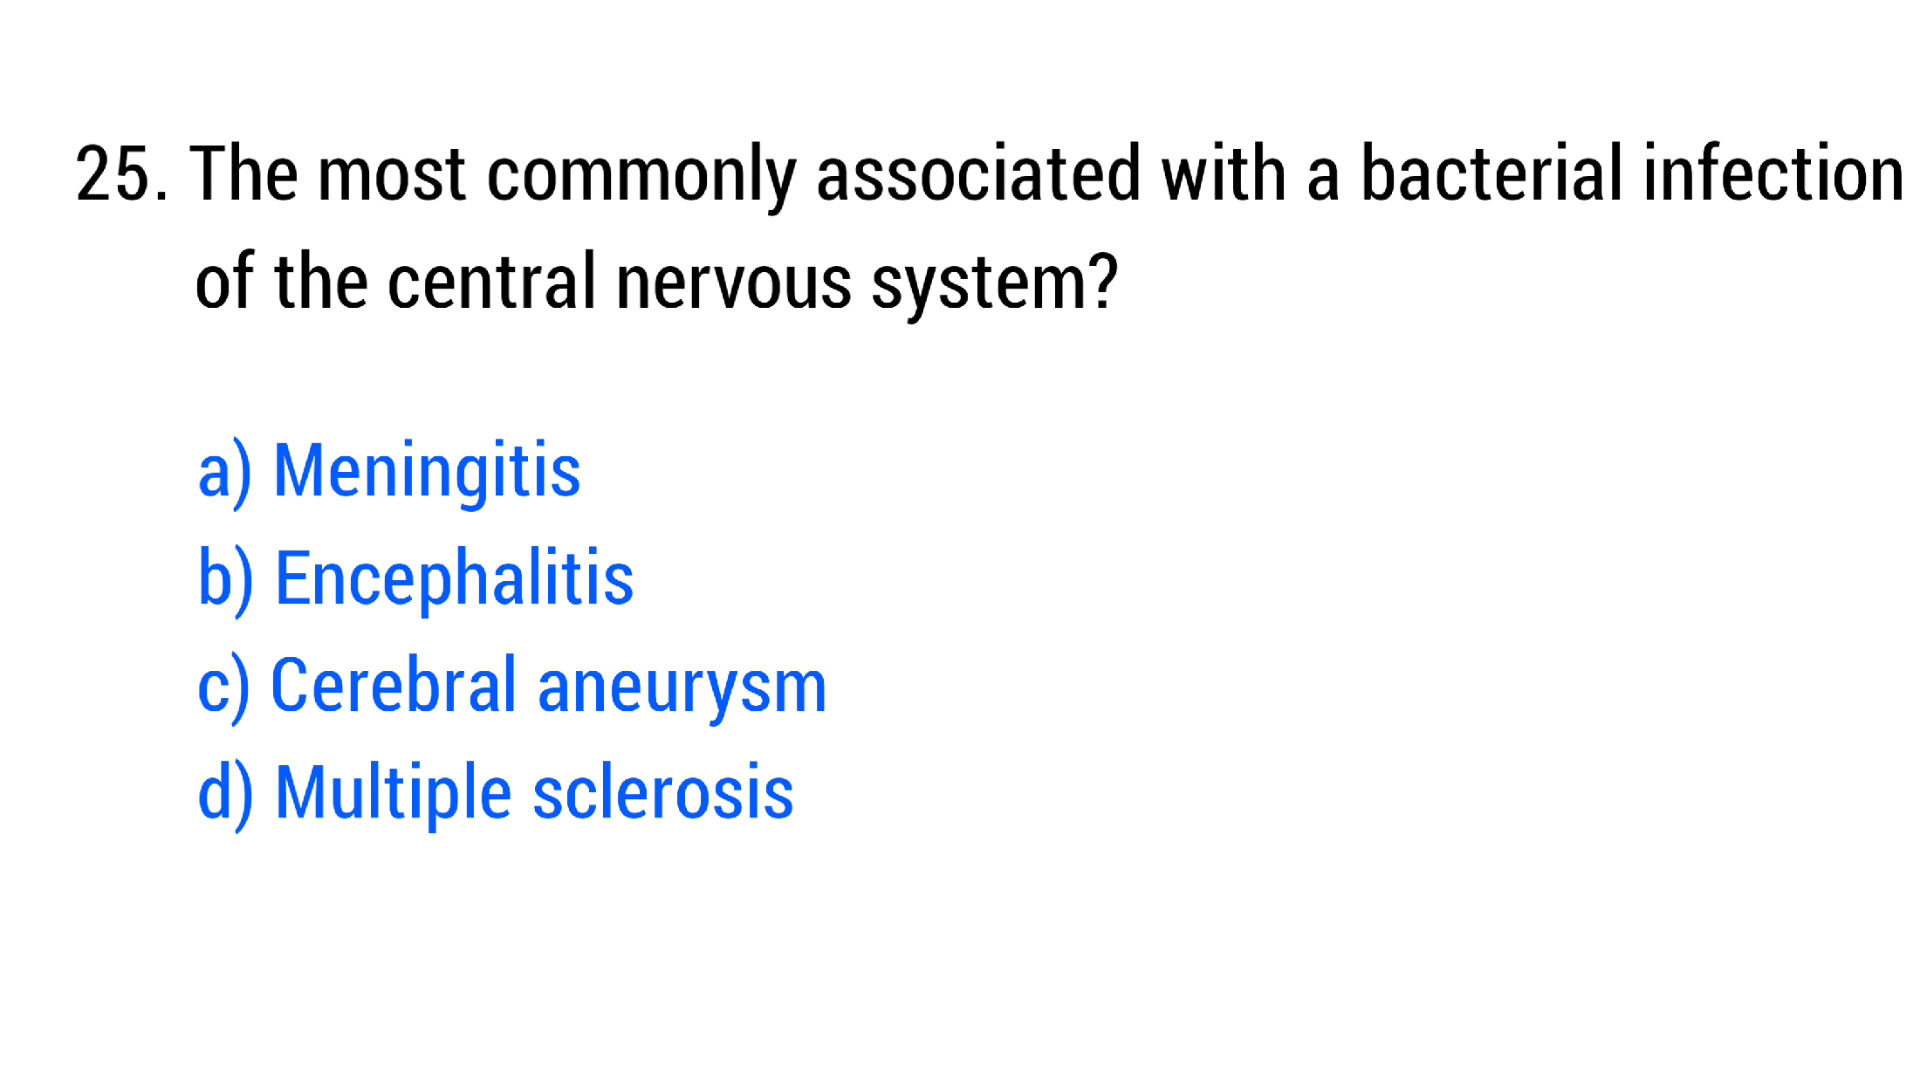 25. The most commonly associated with a bacterial infection
of the central nervous system?
a) Meningitis
b) Encephalitis
c) Cerebral aneurysm
d) Multiple sclerosis